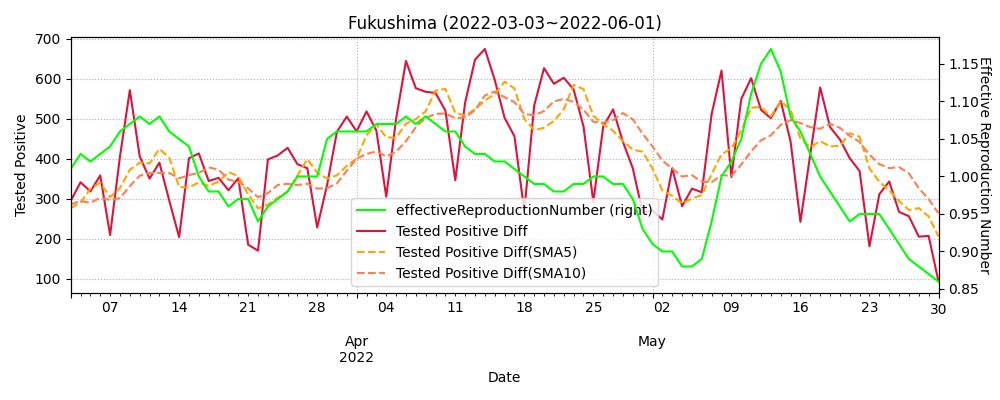 Fukushima (2022-03-03~2022-06-01)
Tested Positive
700
600
500
400
300
200
100
1.15
1.10
1.05
1.00
0.95
0.90
0.85
Effective Reproduction Number
effectiveReproductionNumber (right)
Tested Positive Diff
Tested Positive Diff(SMA5)
Tested Positive Diff(SMA10)
07 14 21 28 04 11 18 25 02 09 16 23 30
Apr May
2022
Date